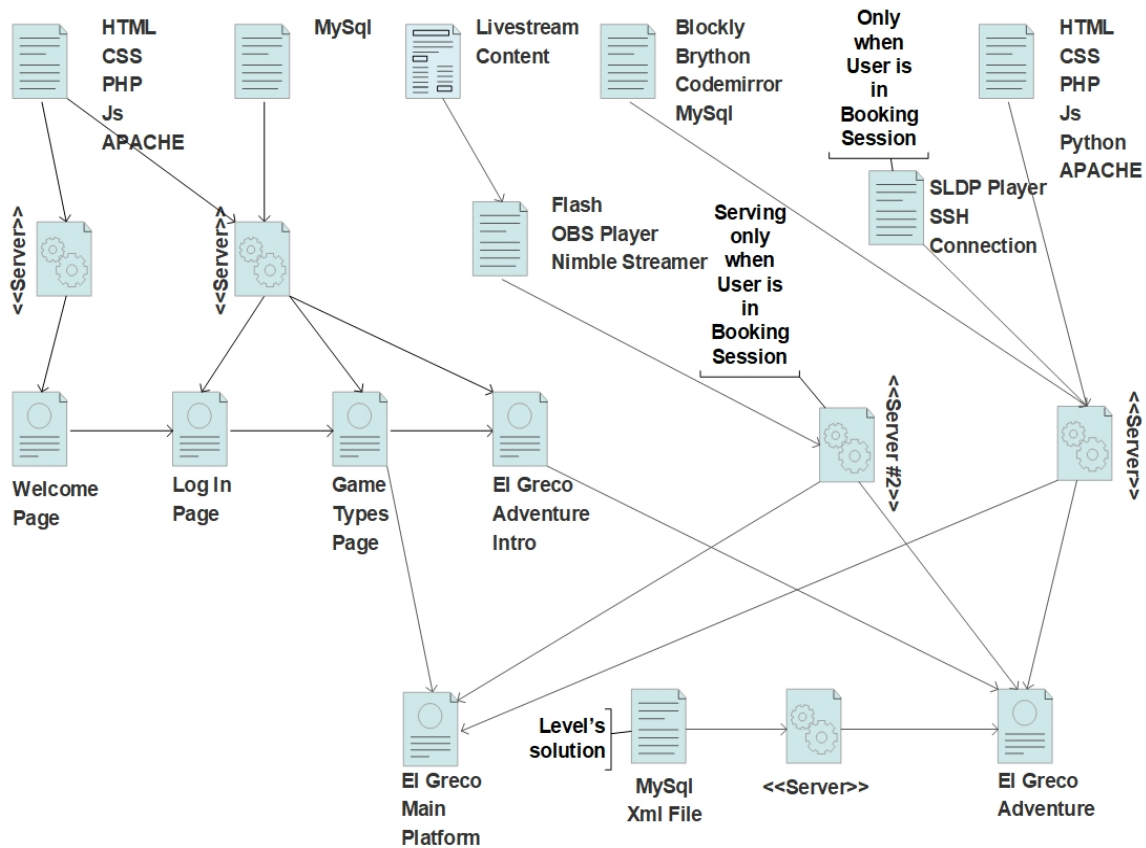 HTML
CSS
PHP
Js
APACHE
MySql
Livestream
Content
Blockly
Brython
Codemirror
MySql
Only
when
User is
in
Booking
Session
HTML
CSS
PHP
Js
Python
APACHE
<<Server>>
<<Server>>
Flash
OBS Player
Nimble Streamer
Serving
only
when
User is
in
Booking
Session
SLDP Player
SSH
Connection
Welcome
Page
Log In
Page
Game
Types
Page
El Greco
Adventure
Intro
<<Server #2>>
<<Server>>
El Greco
Main
Platform
Level's
solution
MySql
Xml File
<<Server>>
El Greco
Adventure